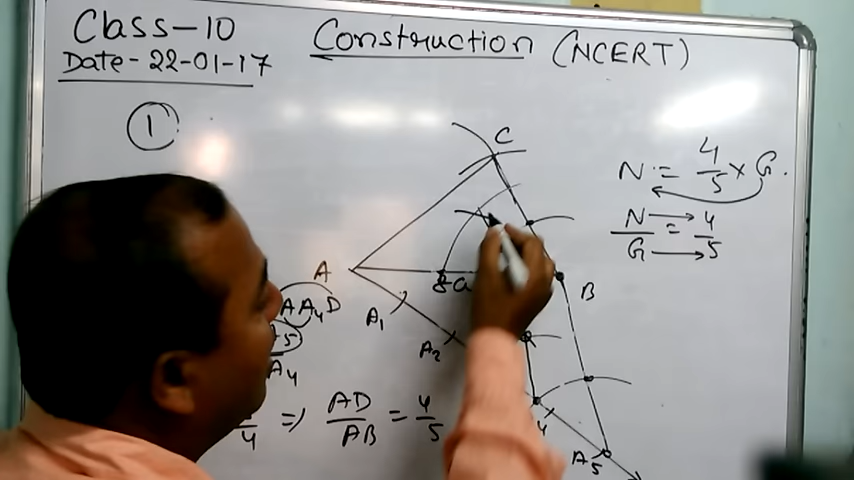 Class-10
Construction (NCERT)
Date-22-01-17
1
N = 4/5 × G.
N/G = 4/5
C
A
B
A1
A2
A5
AA4D
A4
=> AD/AB = 4/5